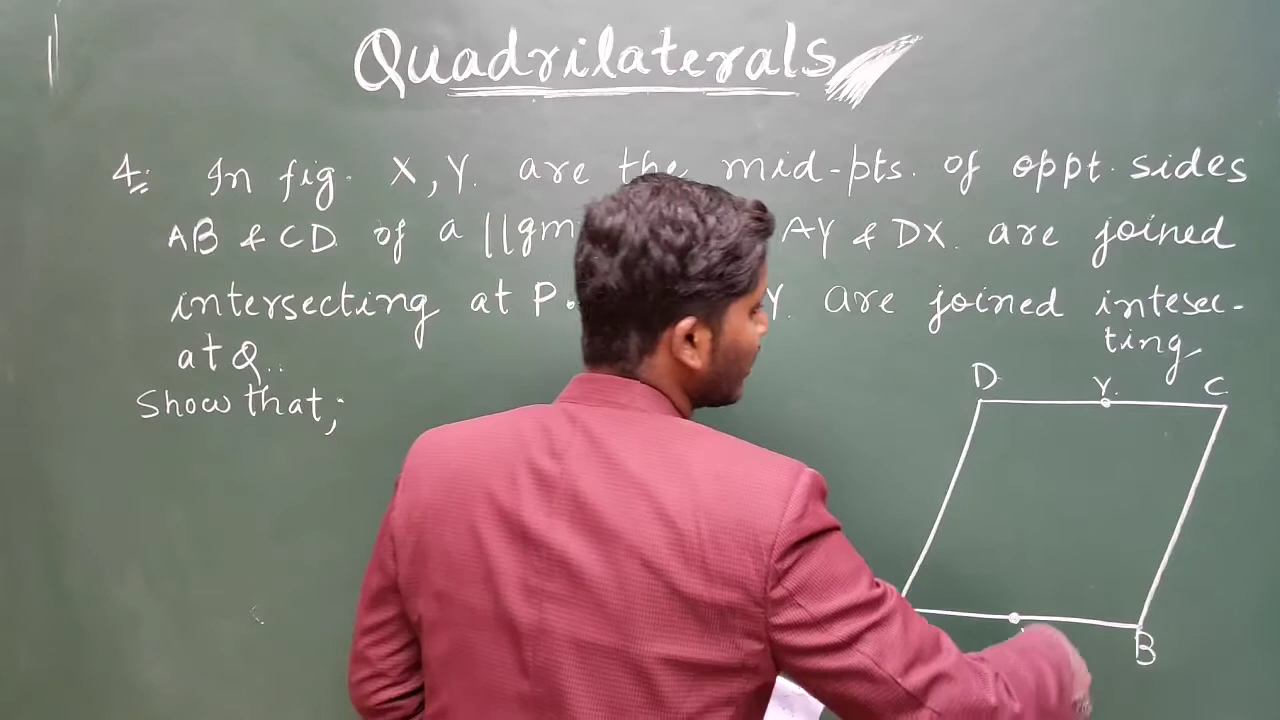 Quadrilaterals
4. In fig. X, Y. are the mid-pts. of oppt. sides
AB & CD. of a ||gm AY & DX. are joined
intersecting at P. Y. are joined intesec-
ting
at Q..
Show that;
D Y. C
B